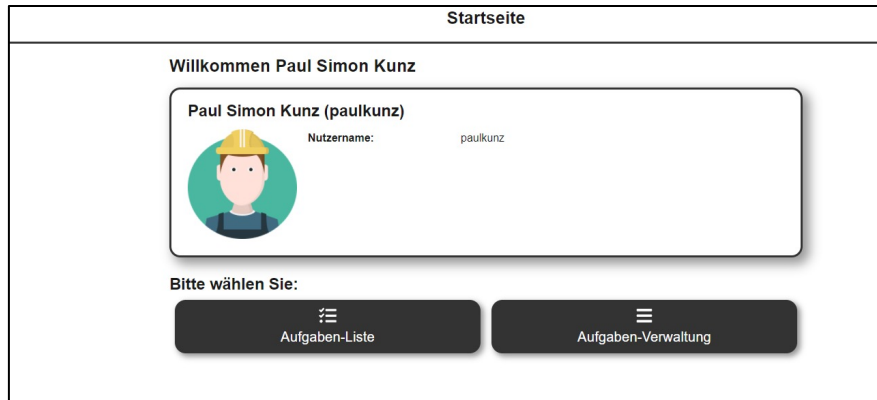 Startseite
Willkommen Paul Simon Kunz
Paul Simon Kunz (paulkunz)
Nutzername: paulkunz
Bitte wählen Sie:
Aufgaben-Liste Aufgaben-Verwaltung